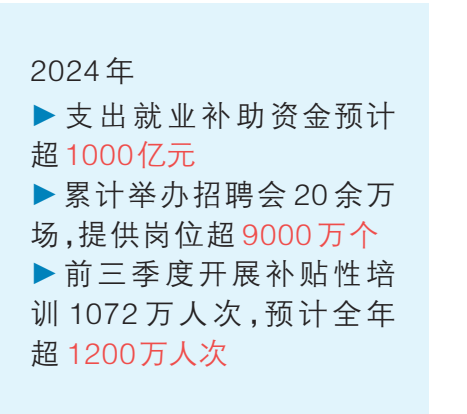 2024年
▶支出就业补助资金预计
超1000亿元
▶累计举办招聘会20余万
场,提供岗位超9000万个
▶前三季度开展补贴性培
训1072万人次,预计全年
超1200万人次